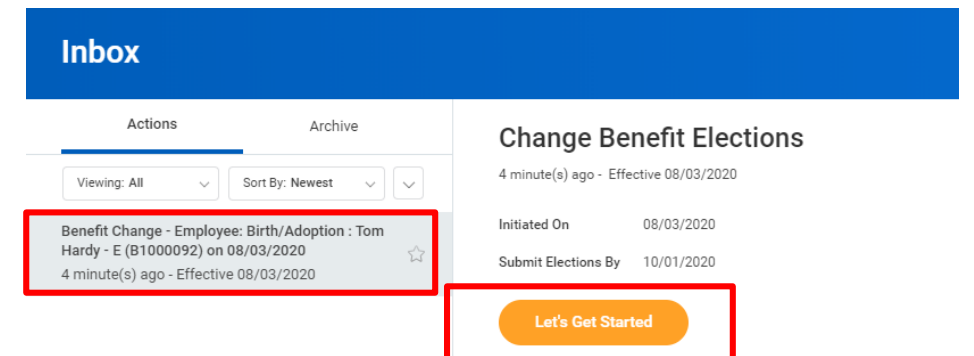 Inbox
Actions
Archive
Viewing: All
Sort By: Newest
Benefit Change - Employee: Birth/Adoption : Tom
Hardy - E (B1000092) on 08/03/2020
4 minute(s) ago - Effective 08/03/2020
Change Benefit Elections
4 minute(s) ago - Effective 08/03/2020
Initiated On 08/03/2020
Submit Elections By 10/01/2020
Let's Get Started